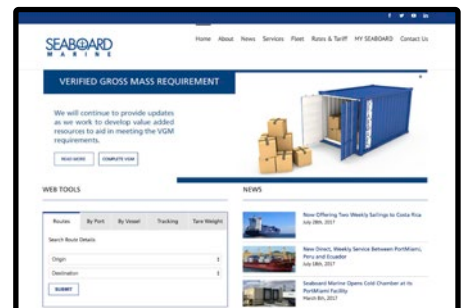 SEABOARD
MARINE
Home About News Services Fleet Rates & Tariff MY SEABOARD Contact Us
VERIFIED GROSS MASS REQUIREMENT
We will continue to provide updates
as we work to develop value added
resources to aid in meeting the VGM
requirements.
READ MORE COMPLETE VGM
WEB TOOLS
Routes By Port By Vessel Tracking Tare Weight
Search Route Details
Origin
Destination
SUBMIT
NEWS
Now Offering Two Weekly Sailings to Costa Rica
July 28th, 2017
New Direct, Weekly Service Between PortMiami,
Peru and Ecuador
July 18th, 2017
Seaboard Marine Opens Cold Chamber at its
PortMiami Facility
March 8th, 2017